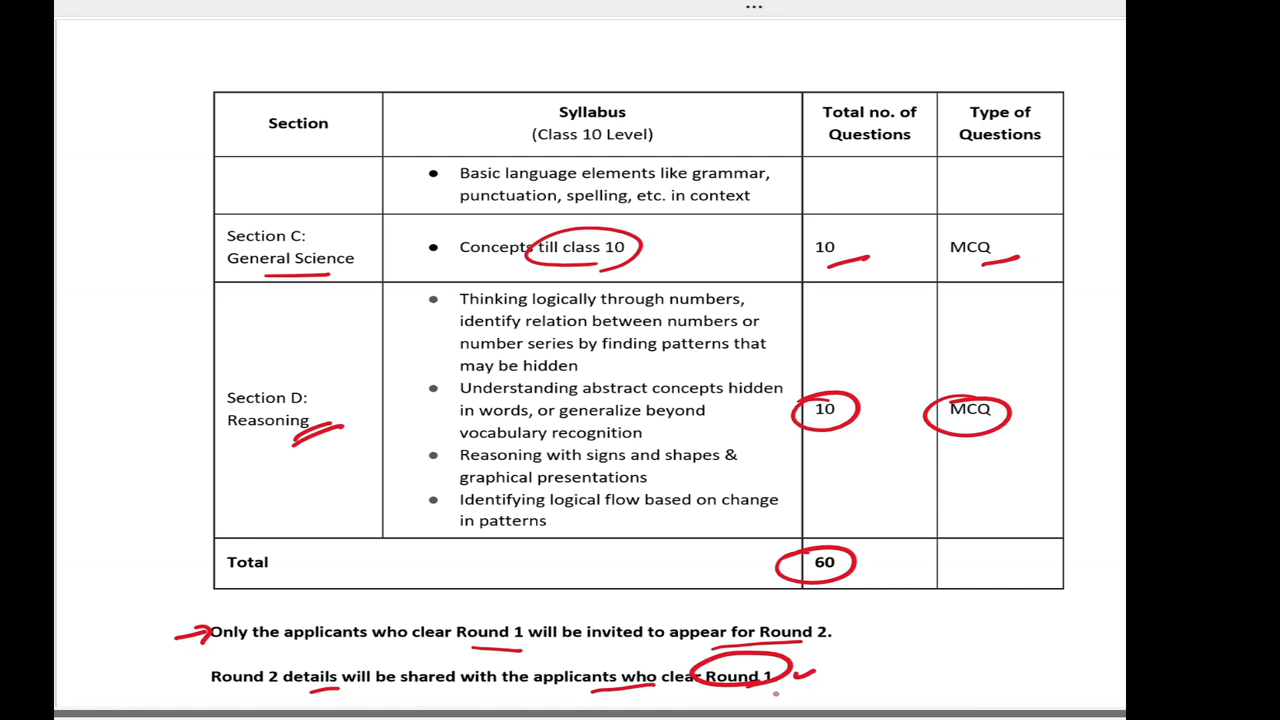 Section
Syllabus
(Class 10 Level)
Total no. of
Questions
Type of
Questions
● Basic language elements like grammar,
punctuation, spelling, etc. in context
Section C:
General Science
● Concepts till class 10
10
MCQ
Section D:
Reasoning
● Thinking logically through numbers,
identify relation between numbers or
number series by finding patterns that
may be hidden
● Understanding abstract concepts hidden
in words, or generalize beyond
vocabulary recognition
● Reasoning with signs and shapes &
graphical presentations
● Identifying logical flow based on change
in patterns
10
MCQ
Total
60
Only the applicants who clear Round 1 will be invited to appear for Round 2.
Round 2 details will be shared with the applicants who clear Round 1